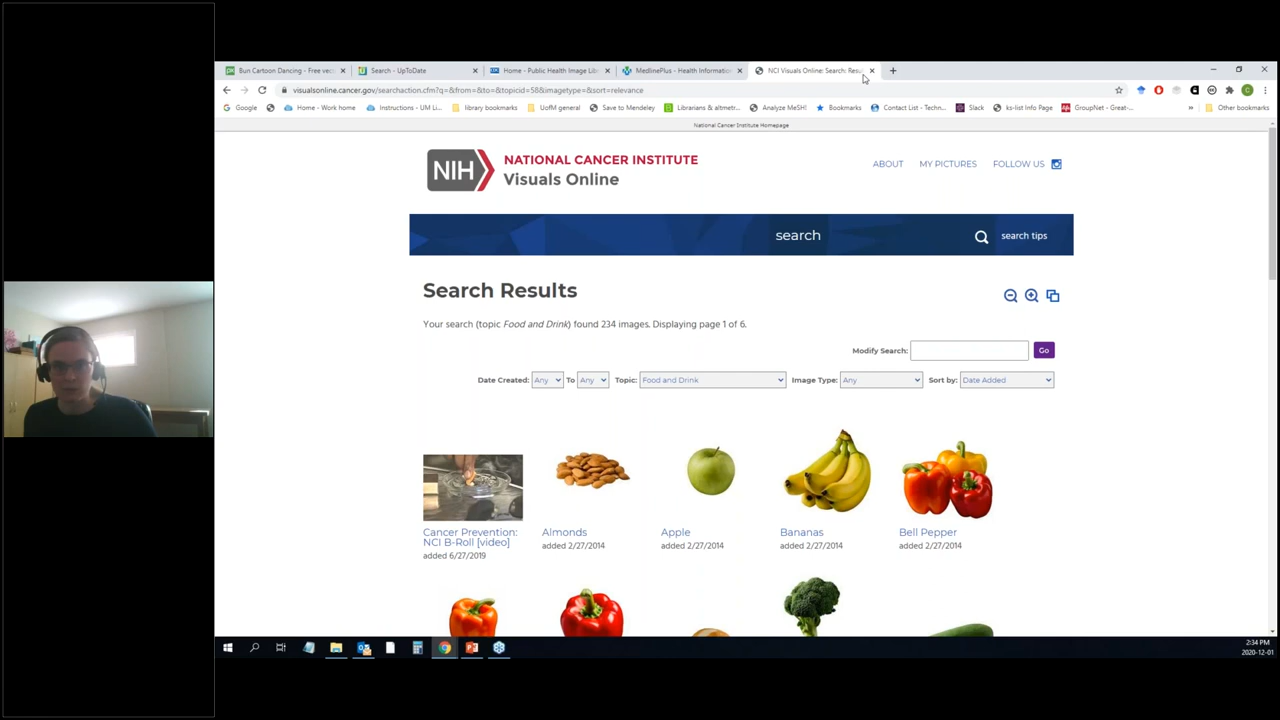 Bun Cartoon Dancing - Free vec
Search - UpToDate
Home - Public Health Image Libr
MedlinePlus - Health Information
NCI Visuals Online: Search: Resu
visualsonline.cancer.gov/searchaction.cfm?q=&from=&to=&topicid=58&imagetype=&sort=relevance
Google
Home - Work home
Instructions - UM Li...
library bookmarks
UofM general
Save to Mendeley
Librarians & altmetr...
Analyze MeSH!
Bookmarks
Contact List - Techn...
Slack
ks-list Info Page
GroupNet - Great-...
Other bookmarks
National Cancer Institute Homepage
NIH
NATIONAL CANCER INSTITUTE
Visuals Online
ABOUT
MY PICTURES
FOLLOW US
search
search tips
Search Results
Your search (topic Food and Drink) found 234 images. Displaying page 1 of 6.
Modify Search:
Go
Date Created: Any To Any Topic: Food and Drink Image Type: Any Sort by: Date Added
Cancer Prevention:
NCI B-Roll [video]
added 6/27/2019
Almonds
added 2/27/2014
Apple
added 2/27/2014
Bananas
added 2/27/2014
Bell Pepper
added 2/27/2014
2:34 PM
2020-12-01